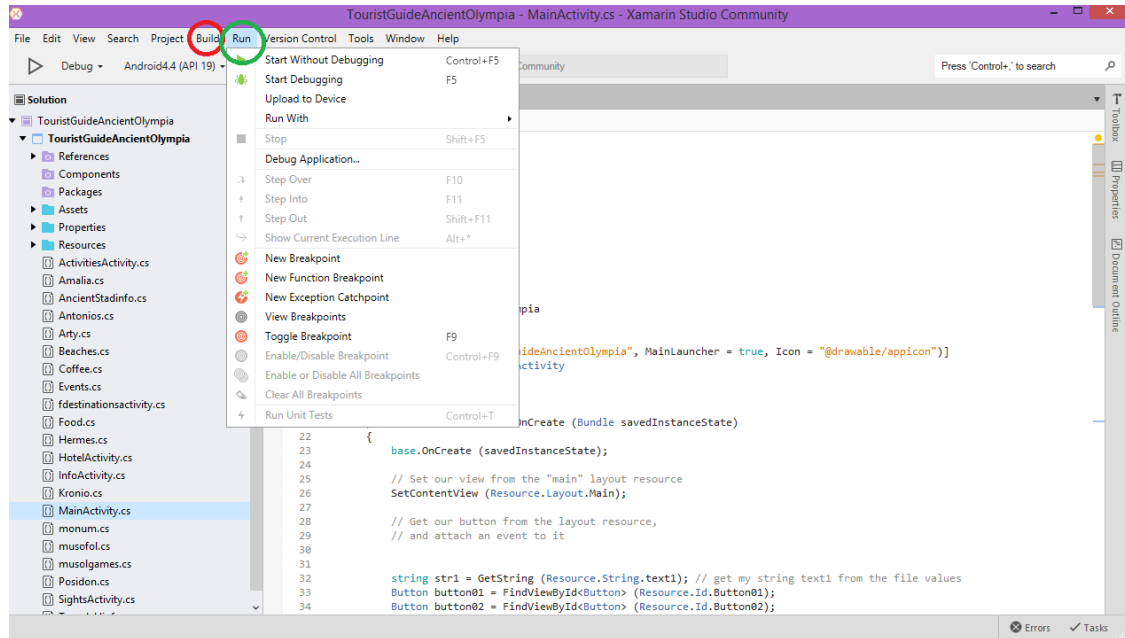 TouristGuideAncientOlympia - MainActivity.cs - Xamarin Studio Community
File Edit View Search Project Build Run Version Control Tools Window Help
Debug Android4.4 (API 19) Community Press 'Control+,' to search
Solution
TouristGuideAncientOlympia
TouristGuideAncientOlympia
References
Components
Packages
Assets
Properties
Resources
ActivitiesActivity.cs
Amalia.cs
AncientStadinfo.cs
Antonios.cs
Arty.cs
Beaches.cs
Coffee.cs
Events.cs
fdestinationsactivity.cs
Food.cs
Hermes.cs
HotelActivity.cs
InfoActivity.cs
Kronio.cs
MainActivity.cs
monum.cs
musofol.cs
musolgames.cs
Posidon.cs
SightsActivity.cs
Start Without Debugging Control+F5
Start Debugging F5
Upload to Device
Run With
Stop Shift+F5
Debug Application...
Step Over F10
Step Into F11
Step Out Shift+F11
Show Current Execution Line Alt+*
New Breakpoint
New Function Breakpoint
New Exception Catchpoint
View Breakpoints
Toggle Breakpoint F9
Enable/Disable Breakpoint Control+F9
Enable or Disable All Breakpoints
Clear All Breakpoints
Run Unit Tests Control+T
mpia
uideAncientOlympia", MainLauncher = true, Icon = "@drawable/appicon")]
ctivity
OnCreate (Bundle savedInstanceState)
22 {
23 base.OnCreate (savedInstanceState);
24
25 // Set our view from the "main" layout resource
26 SetContentView (Resource.Layout.Main);
27
28 // Get our button from the layout resource,
29 // and attach an event to it
30
31
32 string str1 = GetString (Resource.String.text1); // get my string text1 from the file values
33 Button button01 = FindViewById<Button> (Resource.Id.Button01);
34 Button button02 = FindViewById<Button> (Resource.Id.Button02);
Toolbox
Properties
Document Outline
Errors Tasks